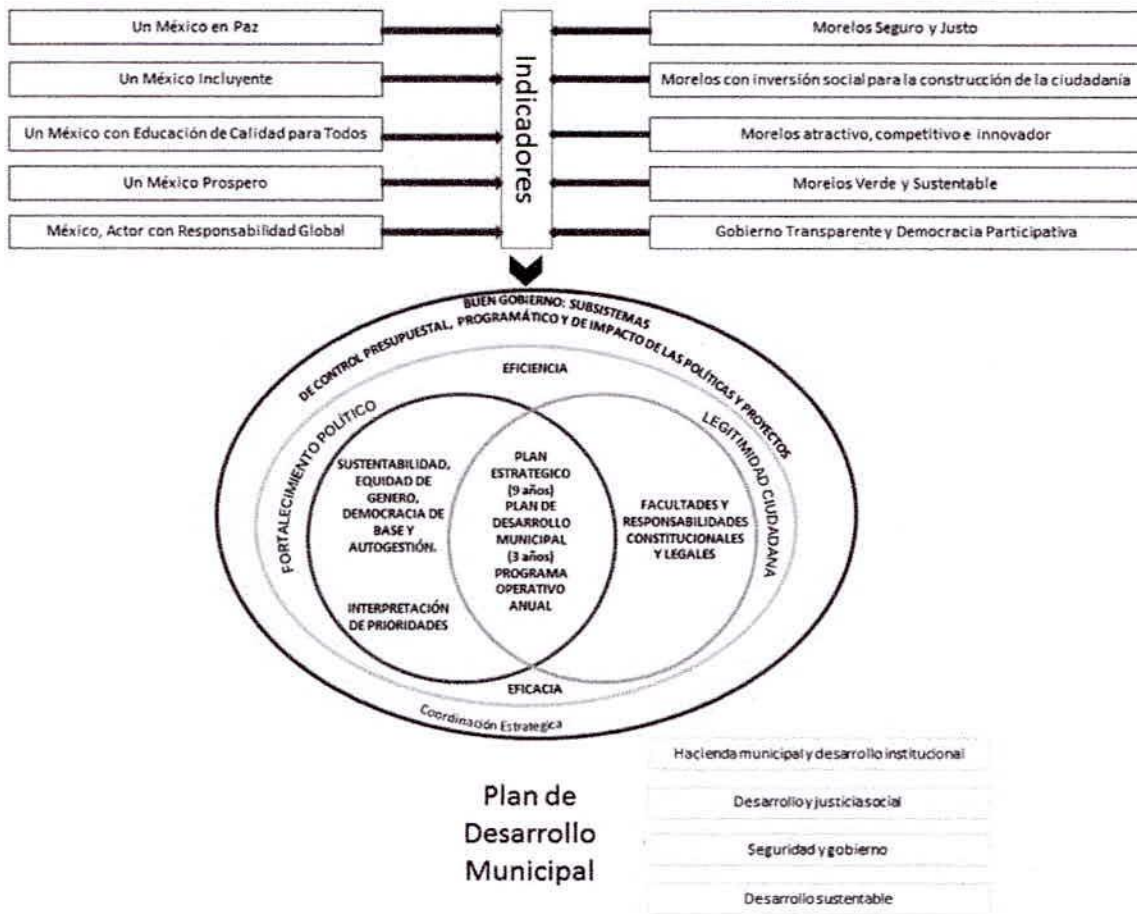 Un México en Paz
Un México Incluyente
Un México con Educación de Calidad para Todos
Un México Prospero
México, Actor con Responsabilidad Global
Indicadores
Morelos Seguro y Justo
Morelos con inversión social para la construcción de la ciudadanía
Morelos atractivo, competitivo e innovador
Morelos Verde y Sustentable
Gobierno Transparente y Democracia Participativa
BUEN GOBIERNO: SUBSISTEMAS
DE CONTROL PRESUPUESTAL, PROGRAMÁTICO Y DE IMPACTO DE LAS POLÍTICAS Y PROYECTOS
EFICIENCIA
FORTALECIMIENTO POLÍTICO
LEGITIMIDAD CIUDADANA
SUSTENTABILIDAD,
EQUIDAD DE
GENERO,
DEMOCRACIA DE
BASE Y
AUTOGESTIÓN.
INTERPRETACIÓN
DE PRIORIDADES
PLAN
ESTRATEGICO
(9 años)
PLAN DE
DESARROLLO
MUNICIPAL
(3 años)
PROGRAMA
OPERATIVO
ANUAL
FACULTADES Y
RESPONSABILIDADES
CONSTITUCIONALES
Y LEGALES
EFICACIA
Coordinación Estrategica
Plan de
Desarrollo
Municipal
Hacienda municipal y desarrollo institucional
Desarrollo y justicia social
Seguridad y gobierno
Desarrollo sustentable